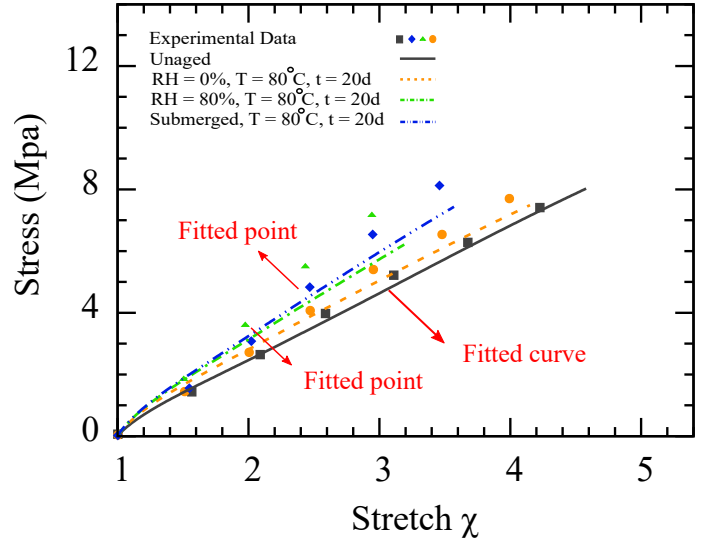 Experimental Data
Unaged
RH = 0%, T = 80°C, t = 20d
RH = 80%, T = 80°C, t = 20d
Submerged, T = 80°C, t = 20d
12
8
4
0
Stress (Mpa)
Fitted point
Fitted point
Fitted curve
1 2 3 4 5
Stretch χ